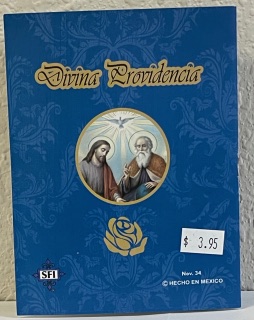 Divina Providencia
$ 3.95
SFI
Nov. 34
© HECHO EN MEXICO